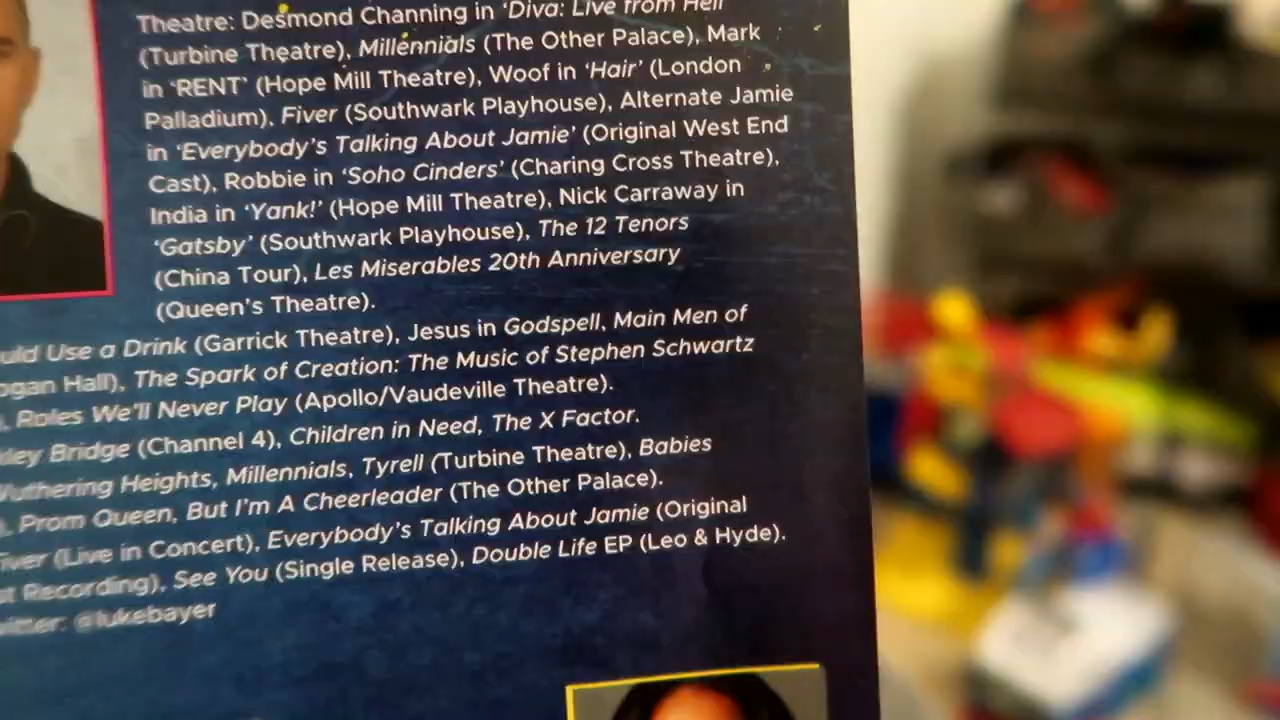 Theatre: Desmond Channing in ‘Diva: Live from Hell’
(Turbine Theatre), Millennials (The Other Palace), Mark
in ‘RENT’ (Hope Mill Theatre), Woof in ‘Hair’ (London
Palladium), Fiver (Southwark Playhouse), Alternate Jamie
in ‘Everybody’s Talking About Jamie’ (Original West End
Cast), Robbie in ‘Soho Cinders’ (Charing Cross Theatre),
India in ‘Yank!’ (Hope Mill Theatre), Nick Carraway in
‘Gatsby’ (Southwark Playhouse), The 12 Tenors
(China Tour), Les Miserables 20th Anniversary
(Queen’s Theatre).
Use a Drink (Garrick Theatre), Jesus in Godspell, Main Men of
Hall), The Spark of Creation: The Music of Stephen Schwartz
Roles We’ll Never Play (Apollo/Vaudeville Theatre).
Bridge (Channel 4), Children in Need, The X Factor.
Wuthering Heights, Millennials, Tyrell (Turbine Theatre), Babies
Prom Queen, But I’m A Cheerleader (The Other Palace).
Fiver (Live in Concert), Everybody’s Talking About Jamie (Original
Recording), See You (Single Release), Double Life EP (Leo & Hyde).
@lukebayer